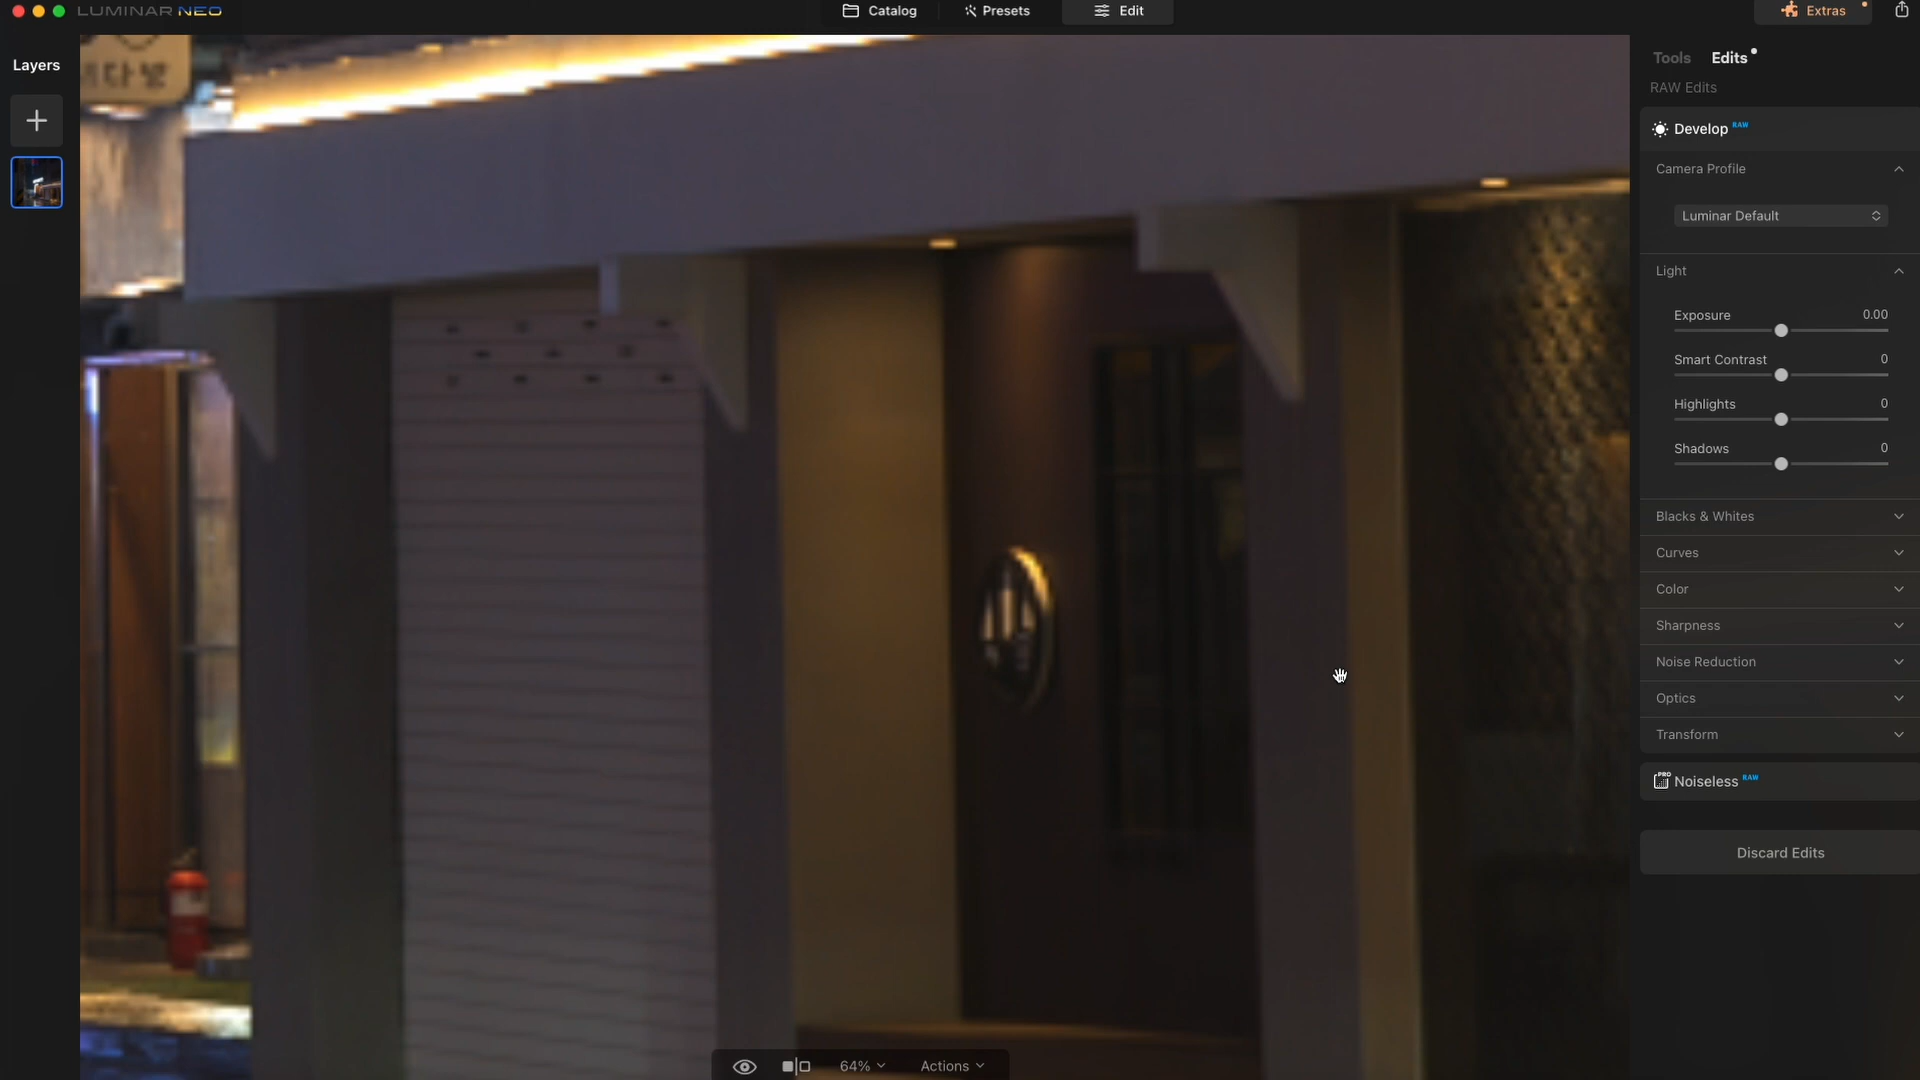 LUMINAR NEO
Catalog
Presets
Edit
Extras
Layers
Tools
Edits
RAW Edits
Develop RAW
Camera Profile
Luminar Default
Light
Exposure 0.00
Smart Contrast 0
Highlights 0
Shadows 0
Blacks & Whites
Curves
Color
Sharpness
Noise Reduction
Optics
Transform
PRO Noiseless RAW
Discard Edits
64%
Actions